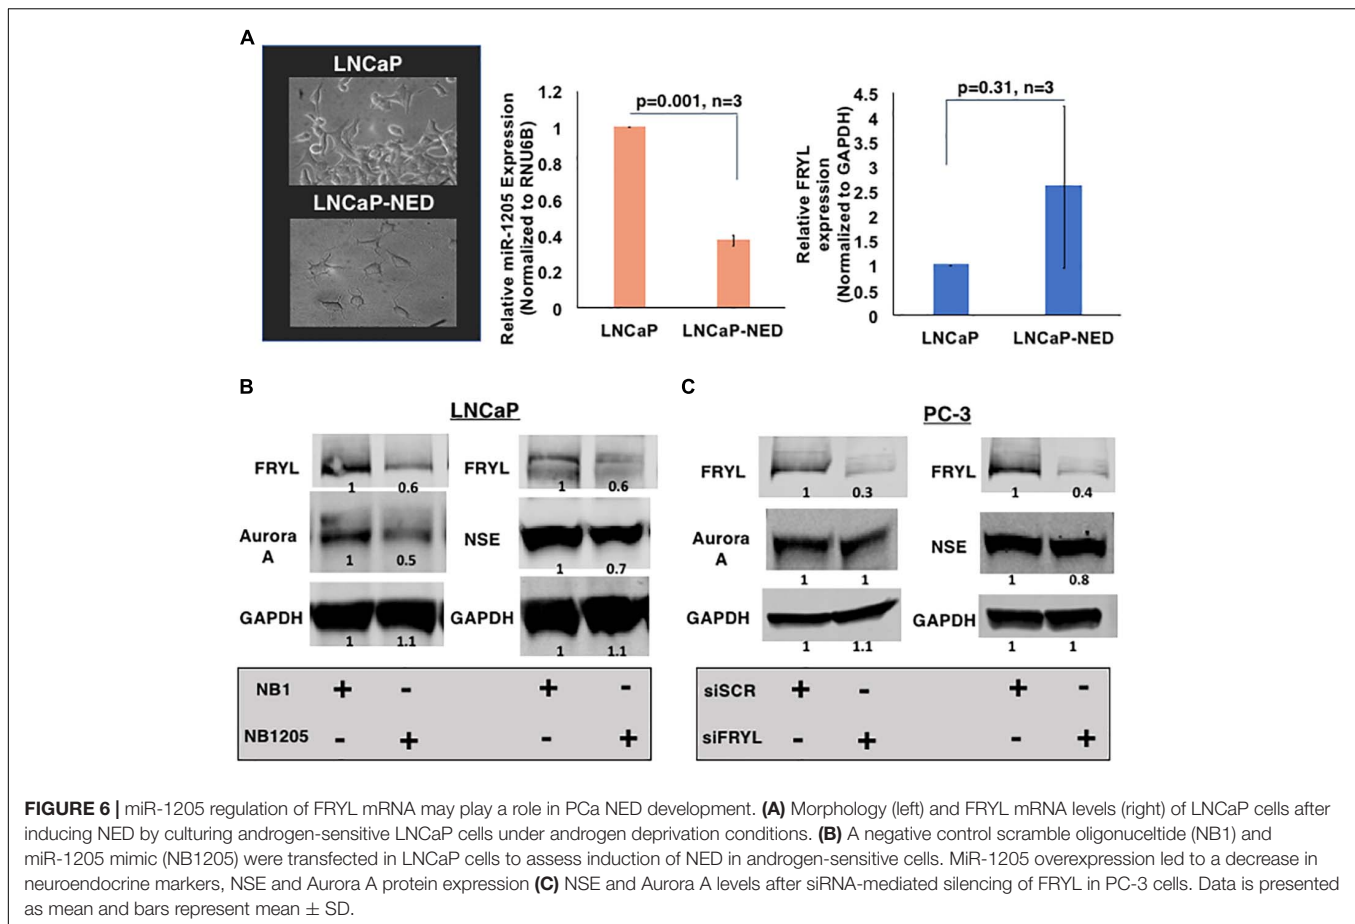 A
LNCaP
LNCaP-NED
Relative miR-1205 Expression
(Normalized to RNU6B)
1.2
1
0.8
0.6
0.4
0.2
0
p=0.001, n=3
LNCaP LNCaP-NED
Relative FRYL
expression
(Normalized to GAPDH)
4.5
4
3.5
3
2.5
2
1.5
1
0.5
0
p=0.31, n=3
LNCaP LNCaP-NED
B
LNCaP
FRYL
1 0.6
Aurora
A
1 0.5
GAPDH
1 1.1
FRYL
1 0.6
NSE
1 0.7
GAPDH
1 1.1
NB1 + - + -
NB1205 - + - +
C
PC-3
FRYL
1 0.3
Aurora
A
1 1
GAPDH
1 1.1
FRYL
1 0.4
NSE
1 0.8
GAPDH
1 1
siSCR + - + -
siFRYL - + - +
FIGURE 6 | miR-1205 regulation of FRYL mRNA may play a role in PCa NED development. (A) Morphology (left) and FRYL mRNA levels (right) of LNCaP cells after
inducing NED by culturing androgen-sensitive LNCaP cells under androgen deprivation conditions. (B) A negative control scramble oligonuceltide (NB1) and
miR-1205 mimic (NB1205) were transfected in LNCaP cells to assess induction of NED in androgen-sensitive cells. MiR-1205 overexpression led to a decrease in
neuroendocrine markers, NSE and Aurora A protein expression (C) NSE and Aurora A levels after siRNA-mediated silencing of FRYL in PC-3 cells. Data is presented
as mean and bars represent mean ± SD.